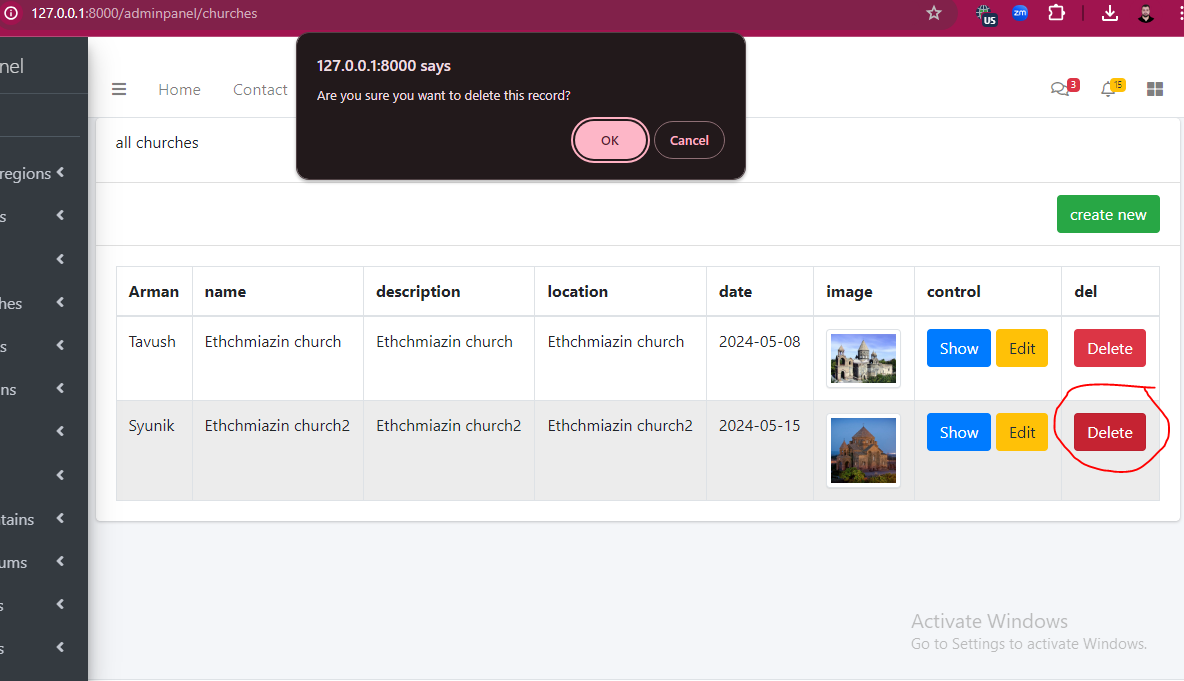 127.0.0.1:8000/adminpanel/churches
US
zm
nel
127.0.0.1:8000 says
Are you sure you want to delete this record?
OK
Cancel
Home Contact
3
15
all churches
create new
regions
s
hes
s
ns
tains
ums
s
s
Arman name description location date image control del
Tavush Ethchmiazin church Ethchmiazin church Ethchmiazin church 2024-05-08 Show Edit Delete
Syunik Ethchmiazin church2 Ethchmiazin church2 Ethchmiazin church2 2024-05-15 Show Edit Delete
Activate Windows
Go to Settings to activate Windows.